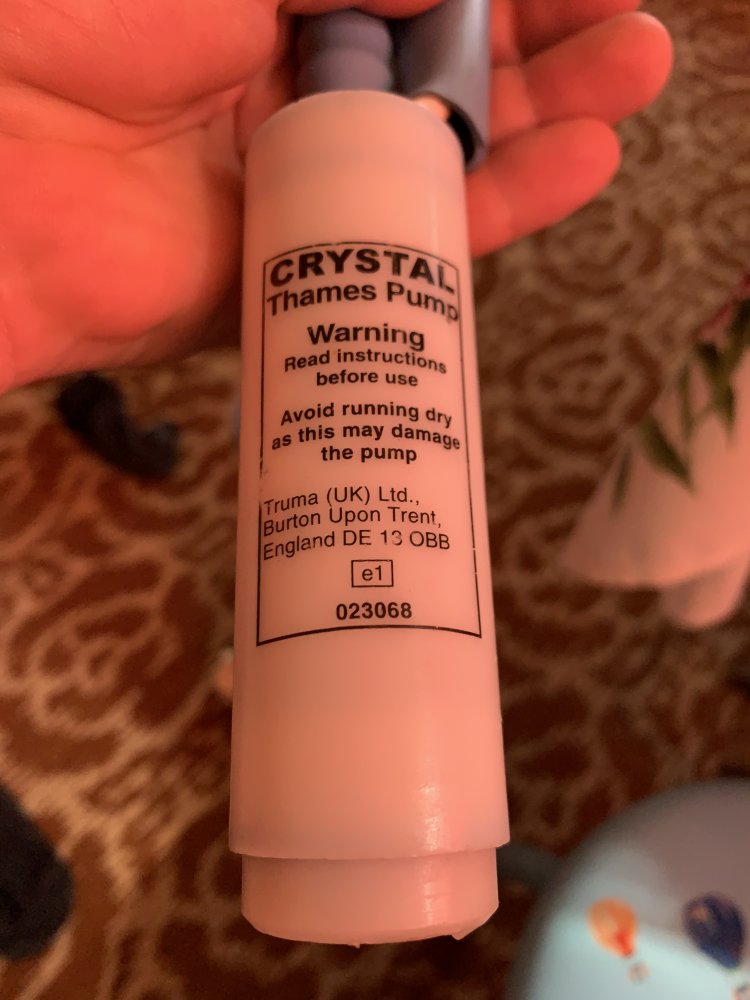 CRYSTAL
Thames Pump
Warning
Read instructions
before use
Avoid running dry
as this may damage
the pump
Truma (UK) Ltd.,
Burton Upon Trent,
England DE 13 OBB
e1
023068